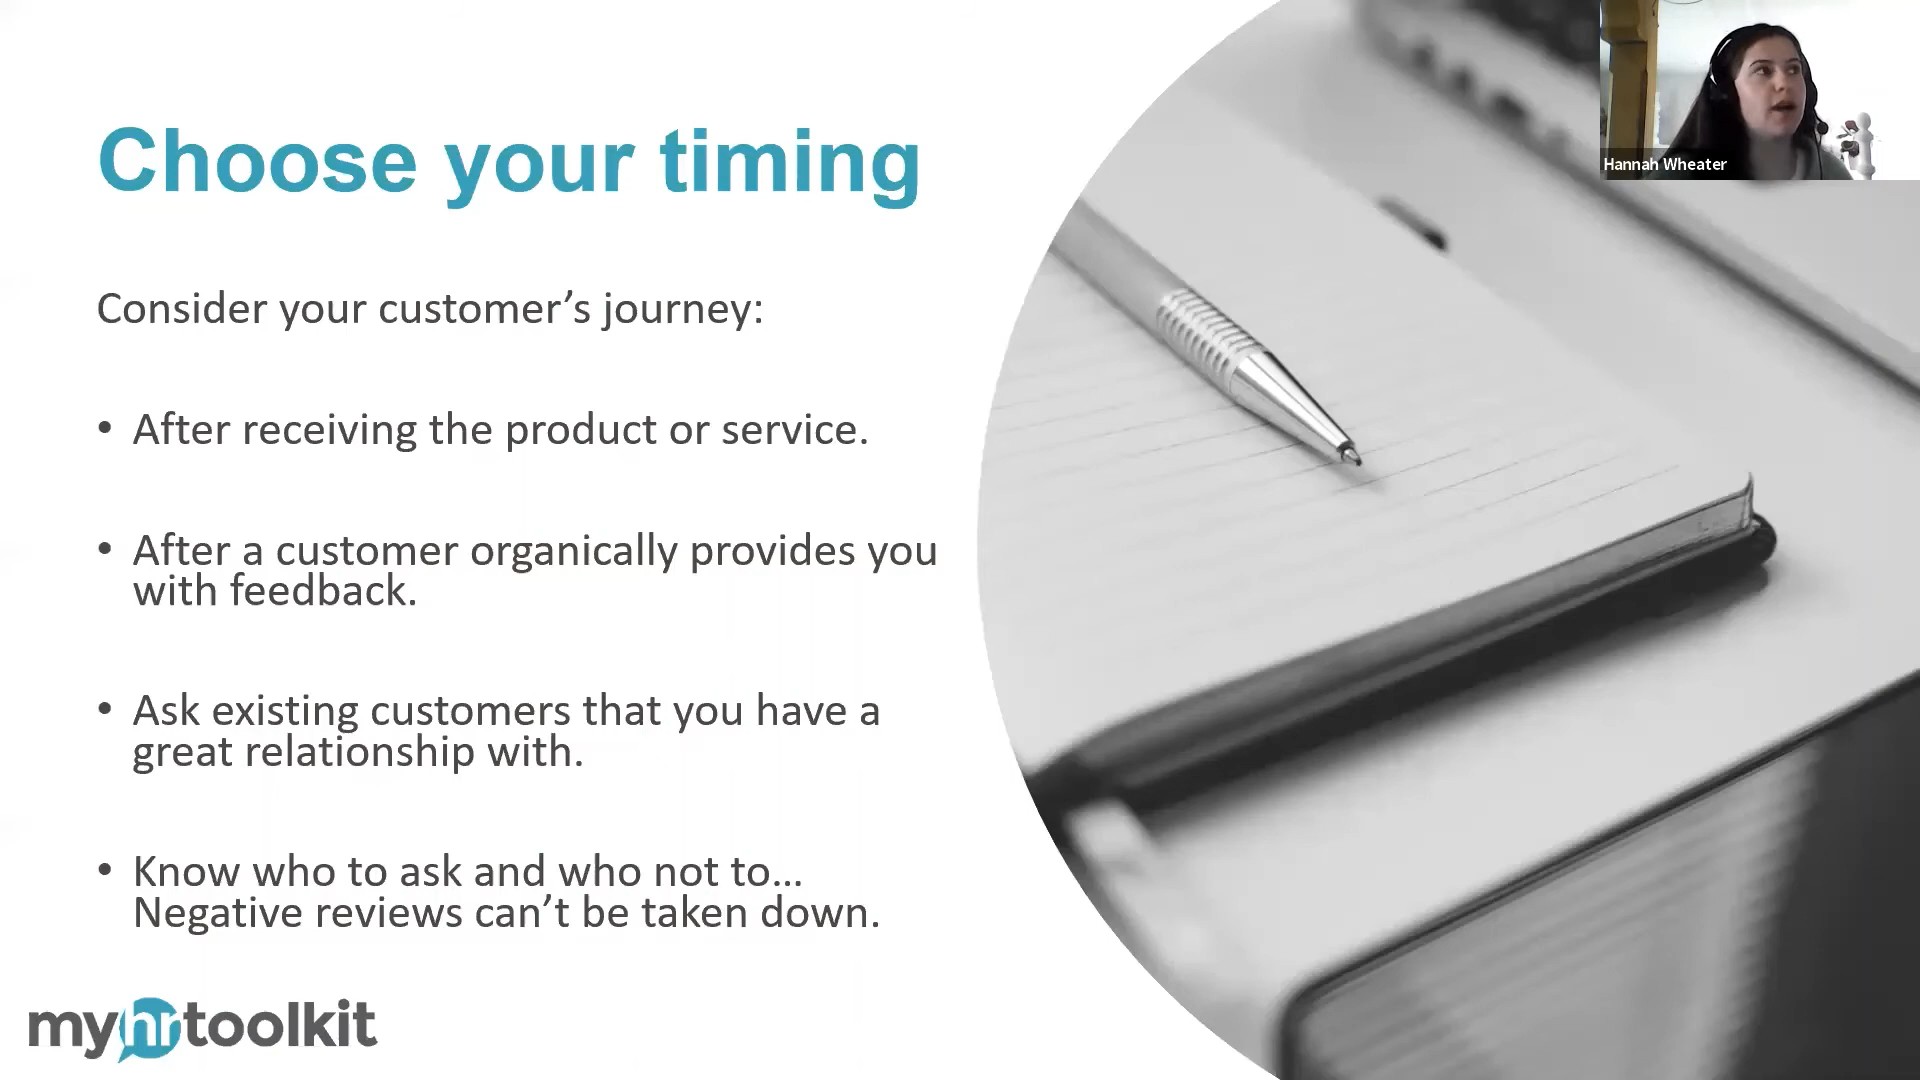 Hannah Wheater
Choose your timing
Consider your customer’s journey:
• After receiving the product or service.
• After a customer organically provides you
with feedback.
• Ask existing customers that you have a
great relationship with.
• Know who to ask and who not to...
Negative reviews can’t be taken down.
myhrtoolkit